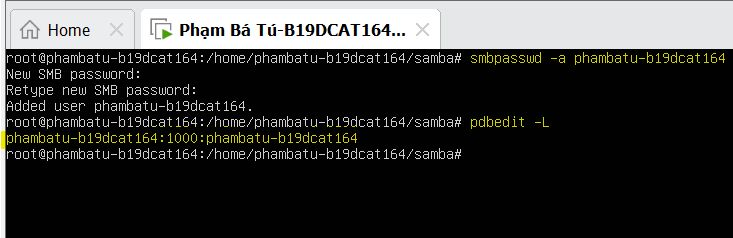 Home
Phạm Bá Tú-B19DCAT164...
root@phambatu-b19dcat164:/home/phambatu-b19dcat164/samba# smbpasswd -a phambatu-b19dcat164
New SMB password:
Retype new SMB password:
Added user phambatu-b19dcat164.
root@phambatu-b19dcat164:/home/phambatu-b19dcat164/samba# pdbedit -L
phambatu-b19dcat164:1000:phambatu-b19dcat164
root@phambatu-b19dcat164:/home/phambatu-b19dcat164/samba#